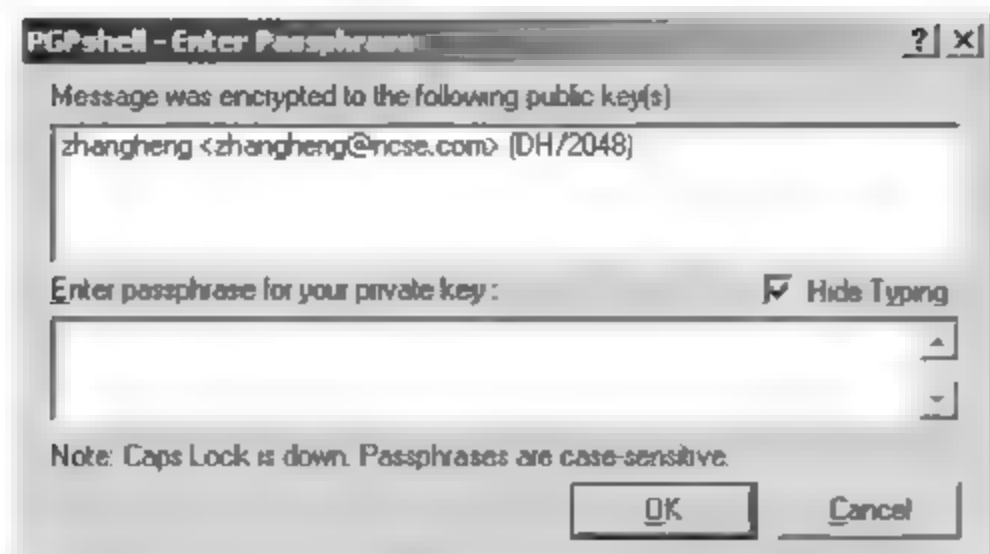 PGPshell - Enter Passphrase
Message was encrypted to the following public key(s)
zhangheng <zhangheng@ncse.com> (DH/2048)
Enter passphrase for your private key :
Hide Typing
Note: Caps Lock is down. Passphrases are case-sensitive.
OK
Cancel